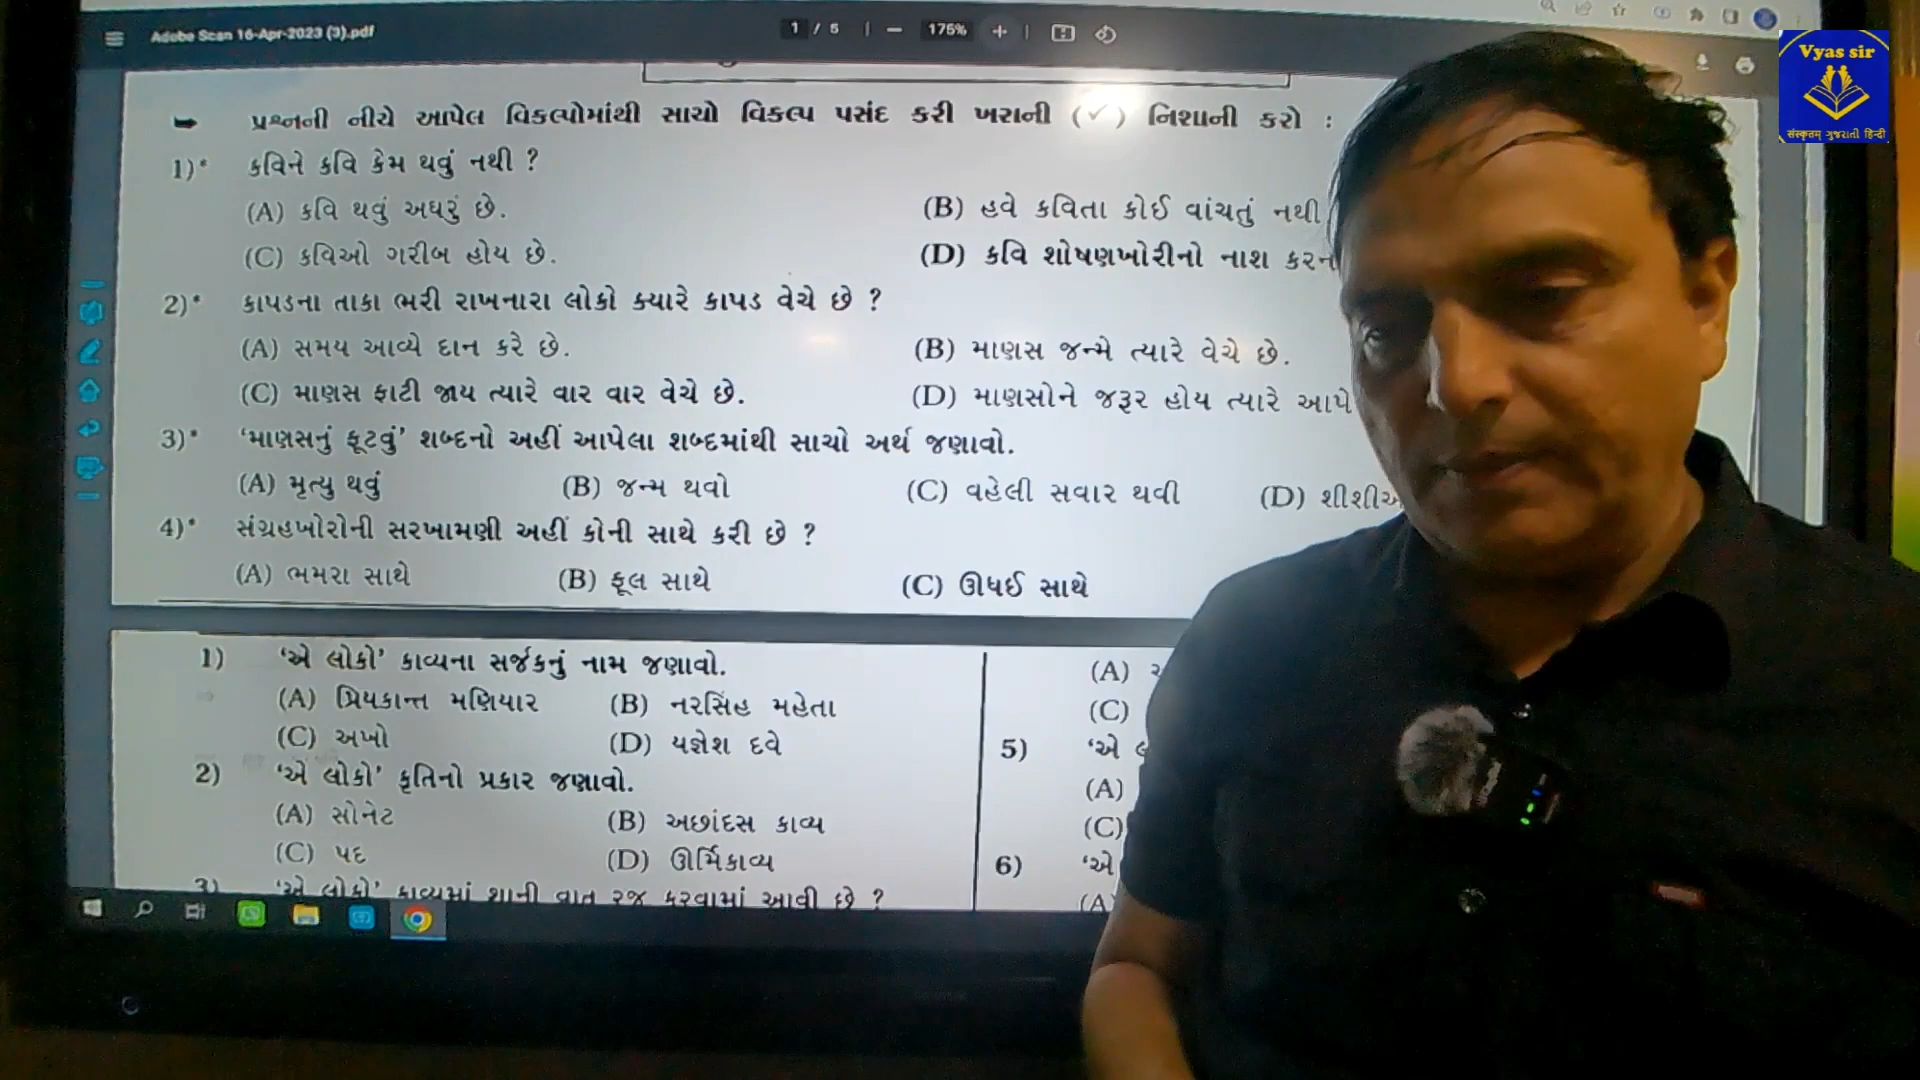 Adobe Scan 16-Apr-2023 (3).pdf
1 / 5
175%
Vyas sir
संस्कृतम् ગુજરાતી हिन्दी
પ્રશ્નની નીચે આપેલ વિકલ્પોમાંથી સાચો વિકલ્પ પસંદ કરી ખરાની (✓) નિશાની કરો :
1)* કવિને કવિ કેમ થવું નથી ?
(A) કવિ થવું અઘરું છે. (B) હવે કવિતા કોઈ વાંચતું નથી
(C) કવિઓ ગરીબ હોય છે. (D) કવિ શોષણખોરીનો નાશ
2)* કાપડના તાકા ભરી રાખનારા લોકો ક્યારે કાપડ વેચે છે ?
(A) સમય આવ્યે દાન કરે છે. (B) માણસ જન્મે ત્યારે વેચે છે.
(C) માણસ ફાટી જાય ત્યારે વાર વાર વેચે છે. (D) માણસોને જરૂર હોય ત્યારે આપે
3)* ‘માણસનું ફૂટવું’ શબ્દનો અહીં આપેલા શબ્દમાંથી સાચો અર્થ જણાવો.
(A) મૃત્યુ થવું (B) જન્મ થવો (C) વહેલી સવાર થવી (D)
4)* સંગ્રહખોરોની સરખામણી અહીં કોની સાથે કરી છે ?
(A) ભમરા સાથે (B) ફૂલ સાથે (C) ઊધઈ સાથે
1) ‘એ લોકો’ કાવ્યના સર્જકનું નામ જણાવો.
(A) પ્રિયકાન્ત મણિયાર (B) નરસિંહ મહેતા
(C) અખો (D) યજ્ઞેશ દવે
2) ‘એ લોકો’ કૃતિનો પ્રકાર જણાવો.
(A) સોનેટ (B) અછાંદસ કાવ્ય
(C) પદ (D) ઊર્મિકાવ્ય
3) ‘એ લોકો’ કાવ્યમાં શાની વાત રજૂ કરવામાં આવી છે ?
(A)
(C)
5) ‘એ
(A)
(C)
6) ‘એ
(A)